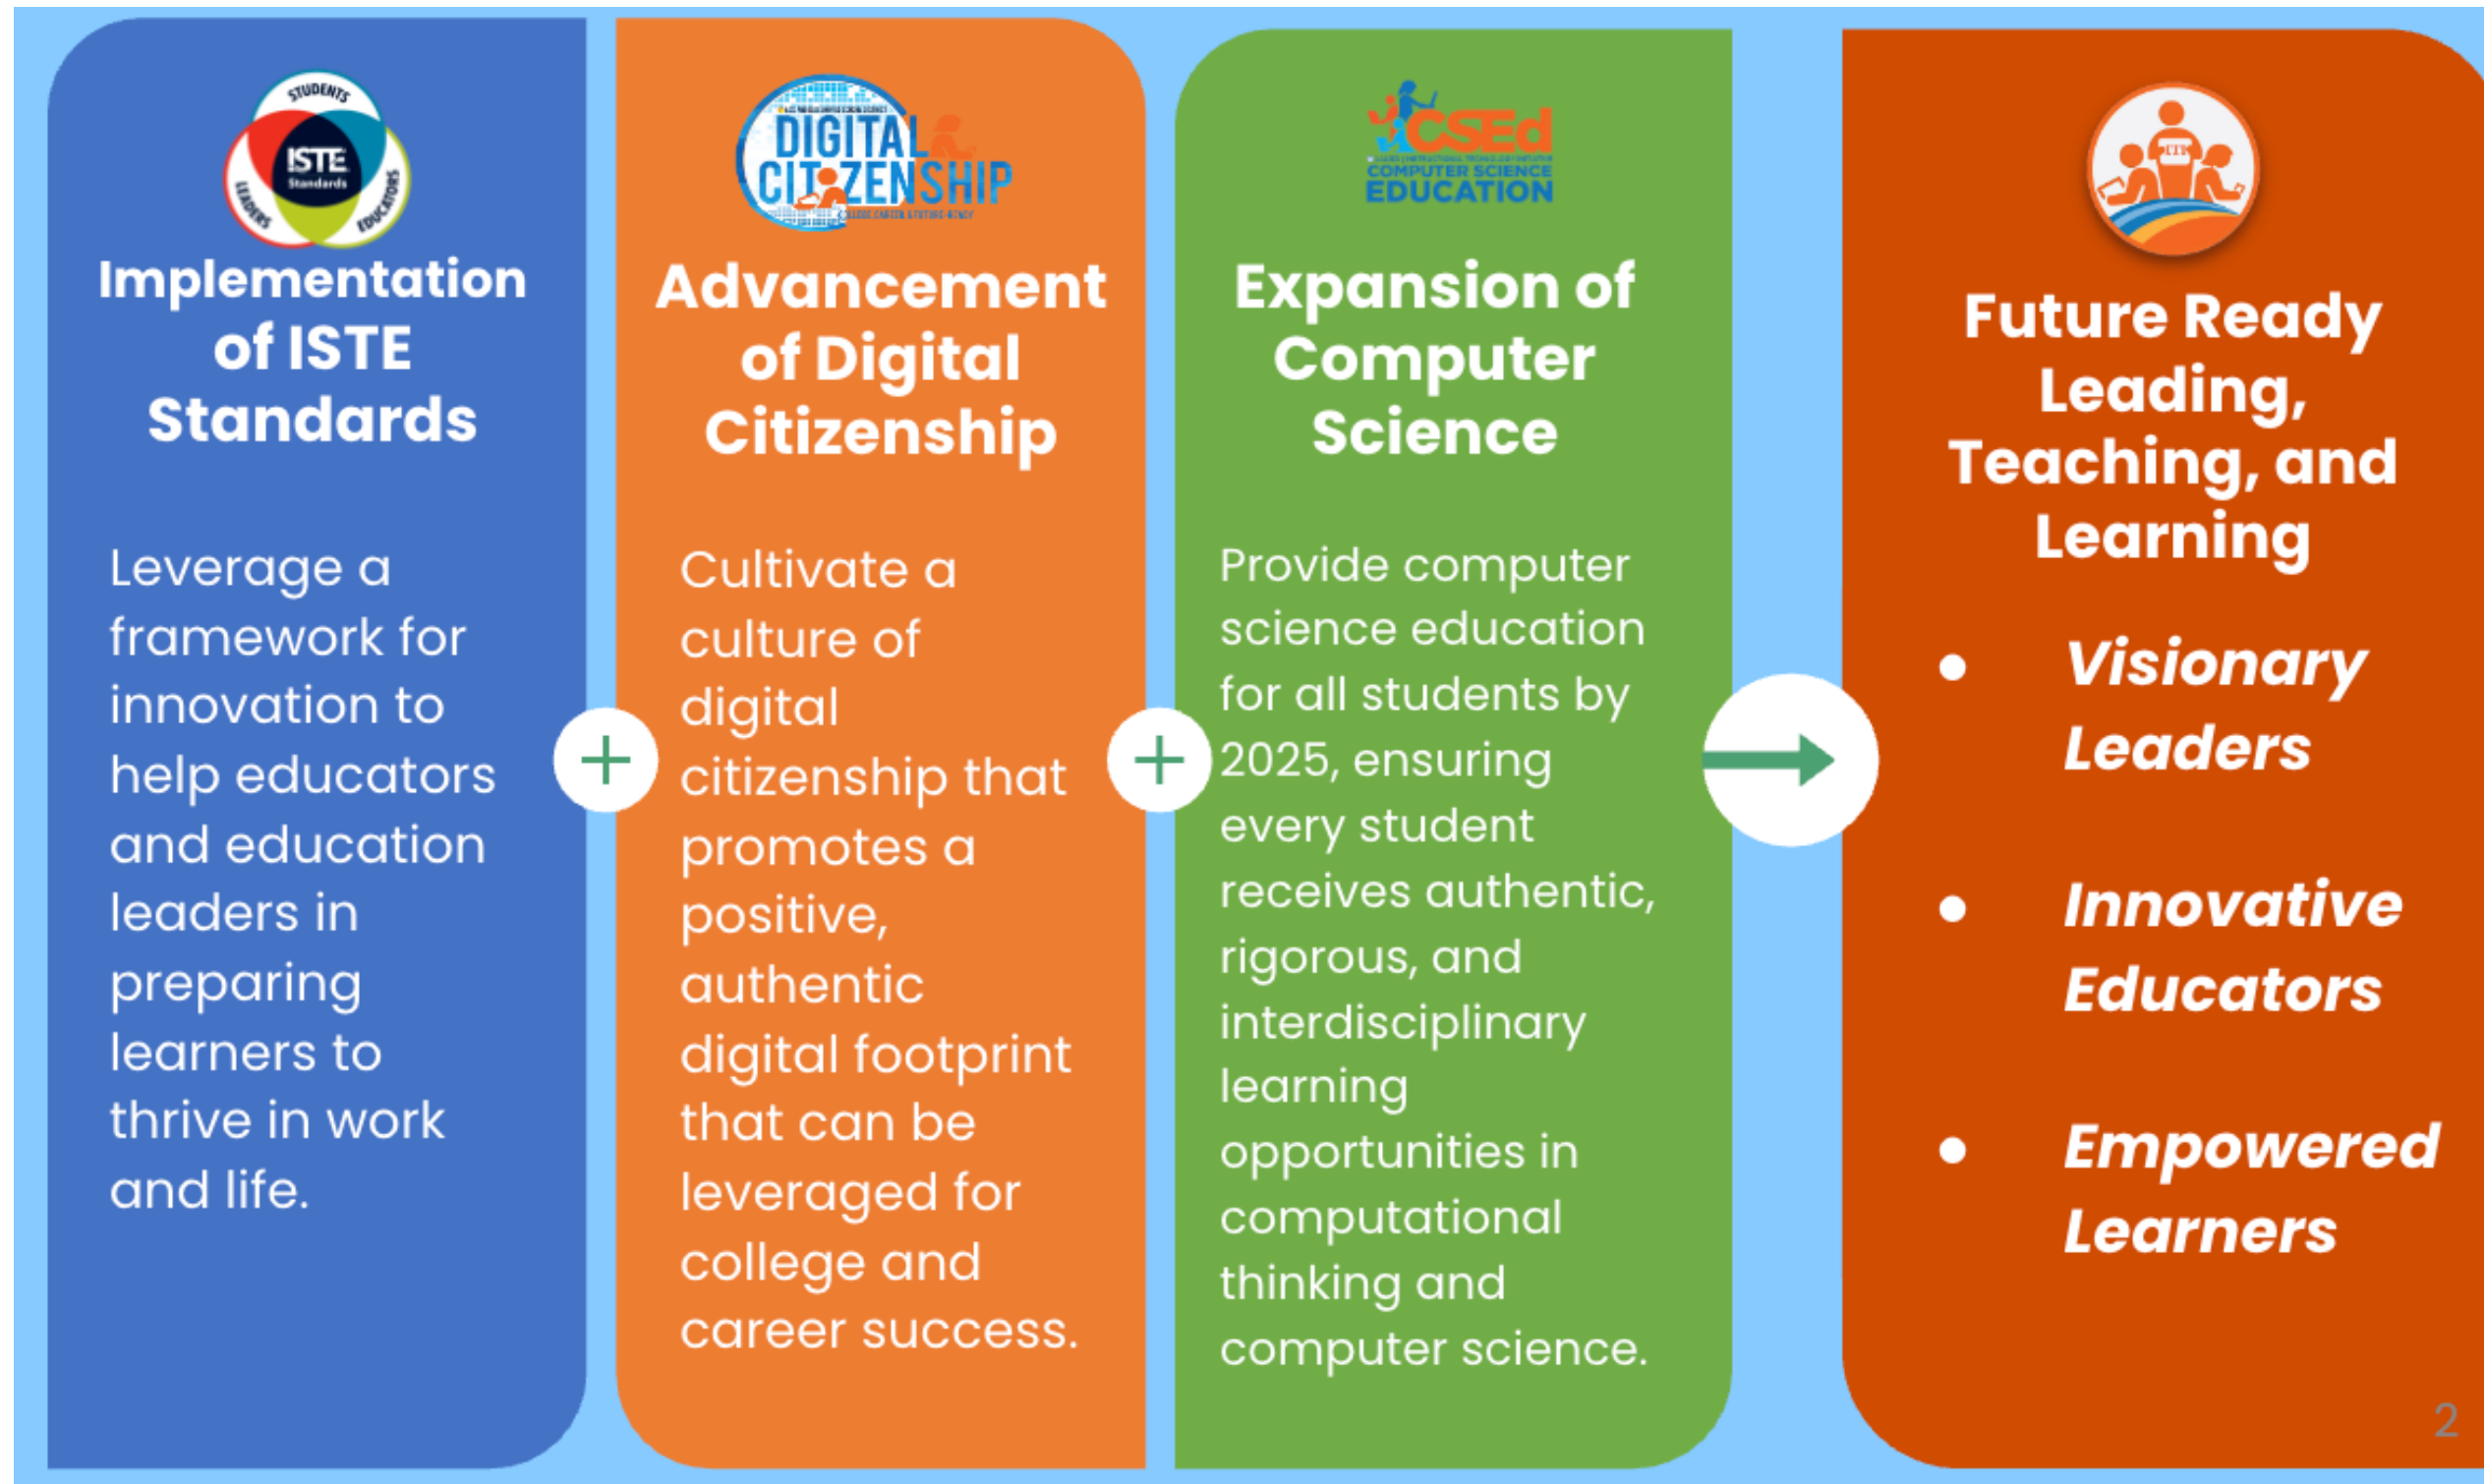 STUDENTS
ISTE
Standards
LEADERS
EDUCATORS
Implementation
of ISTE
Standards
Leverage a
framework for
innovation to
help educators
and education
leaders in
preparing
learners to
thrive in work
and life.
+
DIGITAL
CITIZENSHIP
COLLEGE, CAREER & FUTURE-READY
Advancement
of Digital
Citizenship
Cultivate a
culture of
digital
citizenship that
promotes a
positive,
authentic
digital footprint
that can be
leveraged for
college and
career success.
+
CSEd
COMPUTER SCIENCE
EDUCATION
Expansion of
Computer
Science
Provide computer
science education
for all students by
2025, ensuring
every student
receives authentic,
rigorous, and
interdisciplinary
learning
opportunities in
computational
thinking and
computer science.
Future Ready
Leading,
Teaching, and
Learning
● Visionary
Leaders
● Innovative
Educators
● Empowered
Learners
2